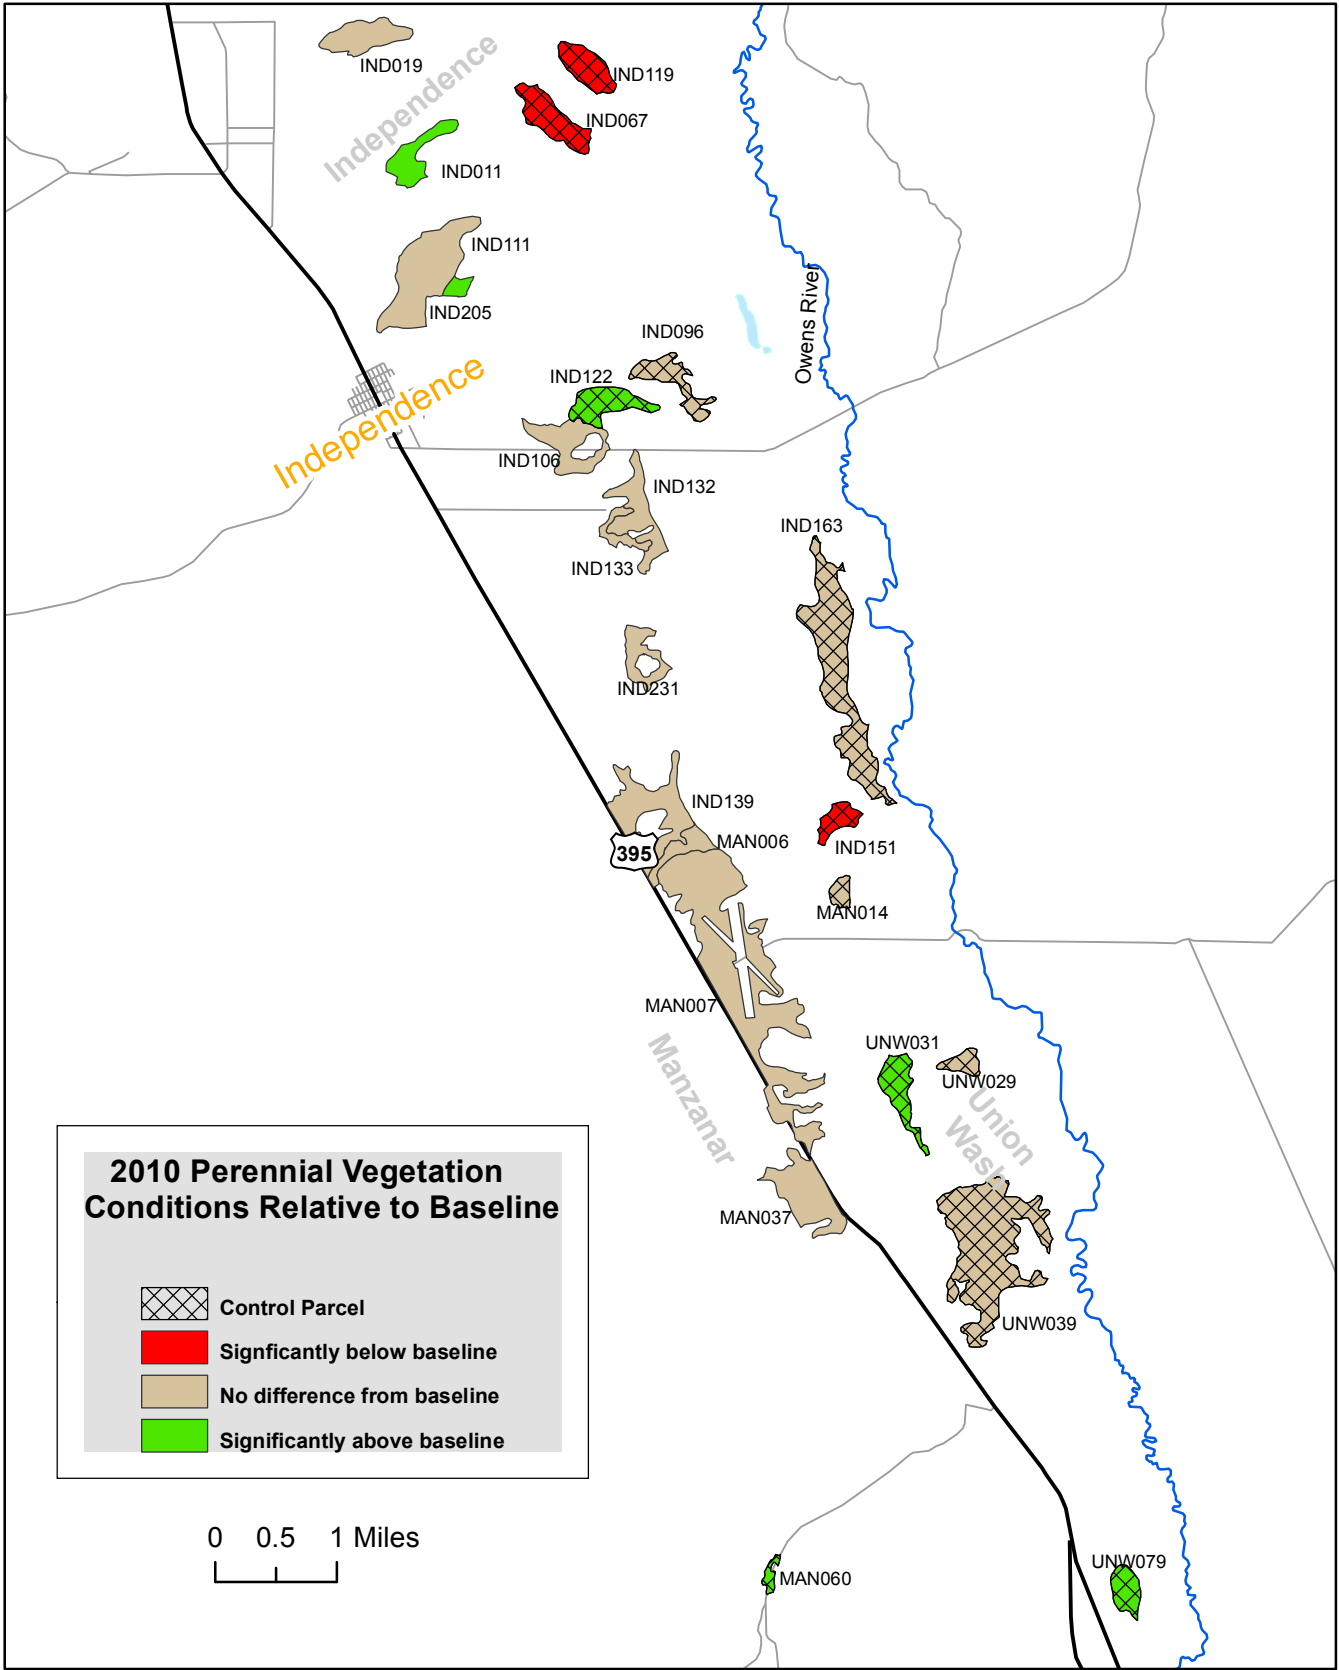 IND019
Independence
IND119
IND067
IND011
IND111
IND205
Owens River
IND096
IND122
Independence
IND106
IND132
IND163
IND133
IND231
IND139
MAN006
395
IND151
MAN014
MAN007
Manzanar
UNW031
UNW029
Union
Wash
MAN037
UNW039
2010 Perennial Vegetation
Conditions Relative to Baseline
Control Parcel
Signficantly below baseline
No difference from baseline
Significantly above baseline
0 0.5 1 Miles
MAN060
UNW079